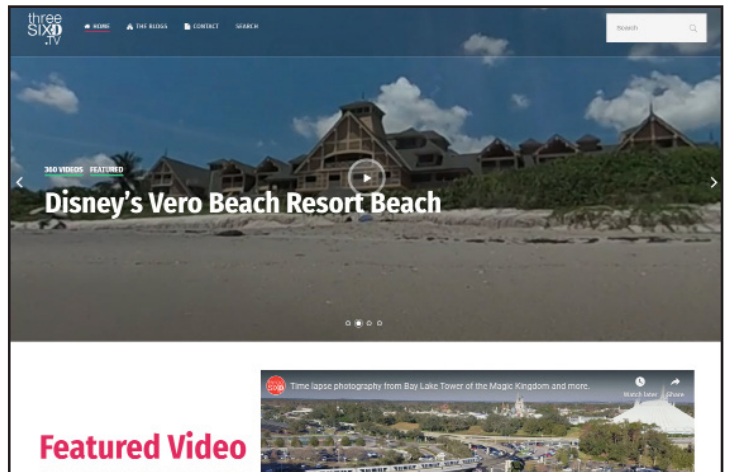 three
SIXD
.TV
HOME
THE BLOGS
CONTACT
SEARCH
Search
360 VIDEOS FEATURED
Disney's Vero Beach Resort Beach
Time lapse photography from Bay Lake Tower of the Magic Kingdom and more.
Watch later
Share
Featured Video